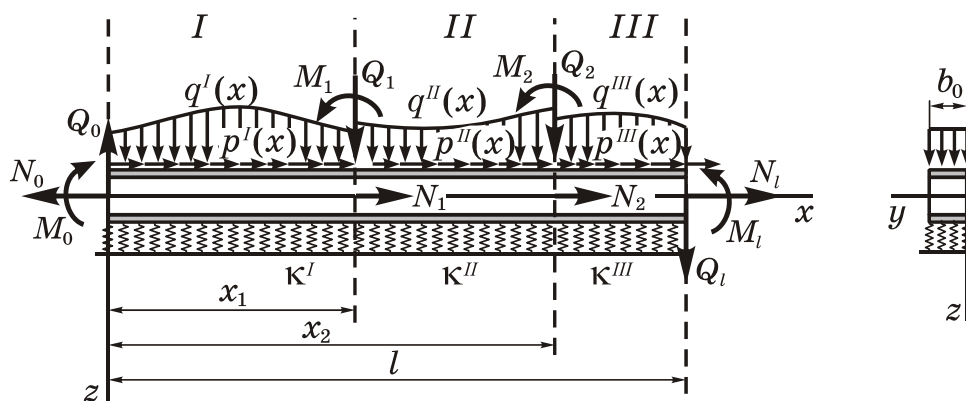 I II III
M₁ Q₁ M₂ Q₂
qᴵ(x) qᴵᴵ(x) qᴵᴵᴵ(x) b₀
Q₀ pᴵ(x) pᴵᴵ(x) pᴵᴵᴵ(x)
N₀ N₁ N₂ Nₗ x y
M₀ Mₗ
κᴵ κᴵᴵ κᴵᴵᴵ Qₗ
x₁
x₂ z
l
z